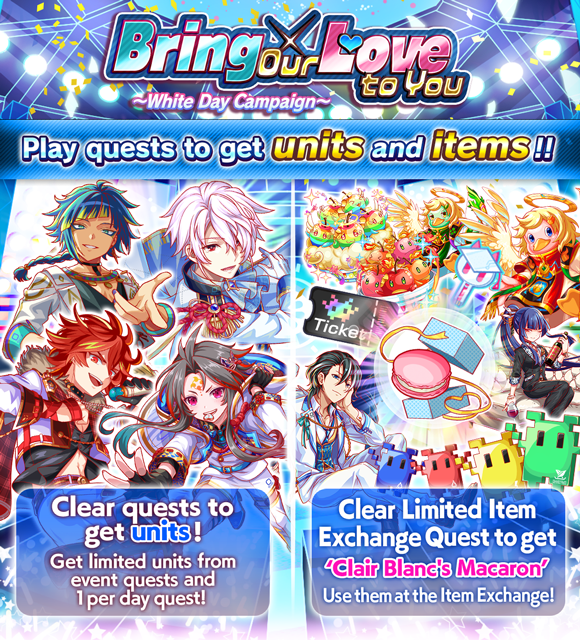 Bring Our Love
to You
~White Day Campaign~
Play quests to get units and items!!
Ticket
Clear quests to
get units!
Get limited units from
event quests and
1 per day quest!
Clear Limited Item
Exchange Quest to get
‘Clair Blanc's Macaron’
Use them at the Item Exchange!